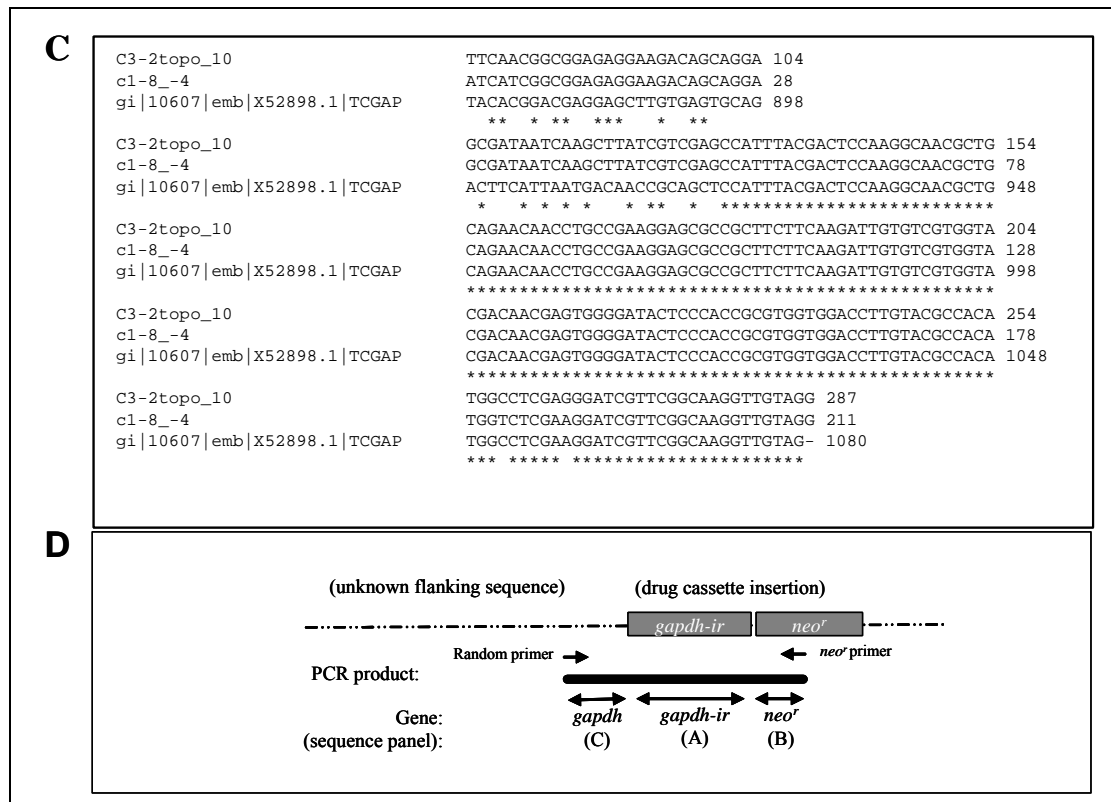 C
C3-2topo_10 TTCAACGGCGGAGAGGAAGACAGCAGGA 104
c1-8_-4 ATCATCGGCGGAGAGGAAGACAGCAGGA 28
gi|10607|emb|X52898.1|TCGAP TACACGGACGAGGAGCTTGTGAGTGCAG 898
** * ** *** * **
C3-2topo_10 GCGATAATCAAGCTTATCGTCGAGCCATTTACGACTCCAAGGCAACGCTG 154
c1-8_-4 GCGATAATCAAGCTTATCGTCGAGCCATTTACGACTCCAAGGCAACGCTG 78
gi|10607|emb|X52898.1|TCGAP ACTTCATTAATGACAACCGCAGCTCCATTTACGACTCCAAGGCAACGCTG 948
* * * * * * ** * **************************
C3-2topo_10 CAGAACAACCTGCCGAAGGAGCGCCGCTTCTTCAAGATTGTGTCGTGGTA 204
c1-8_-4 CAGAACAACCTGCCGAAGGAGCGCCGCTTCTTCAAGATTGTGTCGTGGTA 128
gi|10607|emb|X52898.1|TCGAP CAGAACAACCTGCCGAAGGAGCGCCGCTTCTTCAAGATTGTGTCGTGGTA 998
**************************************************
C3-2topo_10 CGACAACGAGTGGGGATACTCCCACCGCGTGGTGGACCTTGTACGCCACA 254
c1-8_-4 CGACAACGAGTGGGGATACTCCCACCGCGTGGTGGACCTTGTACGCCACA 178
gi|10607|emb|X52898.1|TCGAP CGACAACGAGTGGGGATACTCCCACCGCGTGGTGGACCTTGTACGCCACA 1048
**************************************************
C3-2topo_10 TGGCCTCGAGGGATCGTTCGGCAAGGTTGTAGG 287
c1-8_-4 TGGTCTCGAAGGATCGTTCGGCAAGGTTGTAGG 211
gi|10607|emb|X52898.1|TCGAP TGGCCTCGAAGGATCGTTCGGCAAGGTTGTAG- 1080
*** ***** **********************
D
(unknown flanking sequence) (drug cassette insertion)
gapdh-ir neoʳ
Random primer neoʳ primer
PCR product:
Gene: gapdh gapdh-ir neoʳ
(sequence panel): (C) (A) (B)